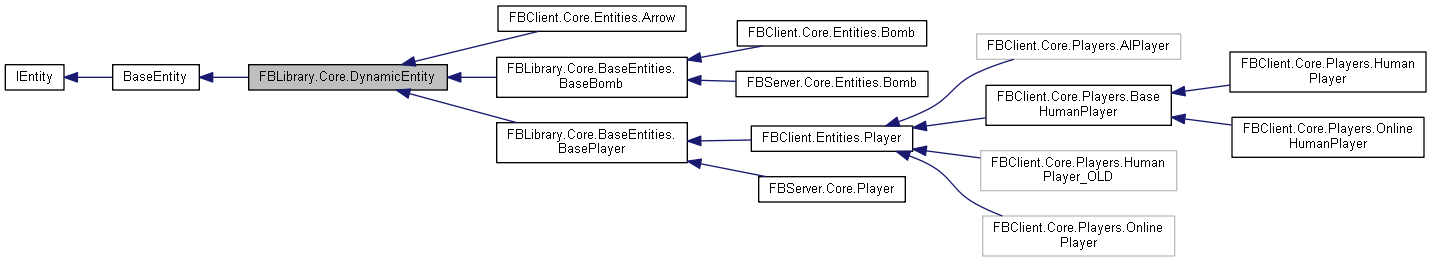 IEntity
BaseEntity
FBLibrary.Core.DynamicEntity
FBClient.Core.Entities.Arrow
FBLibrary.Core.BaseEntities.
BaseBomb
FBLibrary.Core.BaseEntities.
BasePlayer
FBClient.Core.Entities.Bomb
FBServer.Core.Entities.Bomb
FBClient.Entities.Player
FBServer.Core.Player
FBClient.Core.Players.AIPlayer
FBClient.Core.Players.Base
HumanPlayer
FBClient.Core.Players.Human
Player_OLD
FBClient.Core.Players.Online
Player
FBClient.Core.Players.Human
Player
FBClient.Core.Players.Online
HumanPlayer